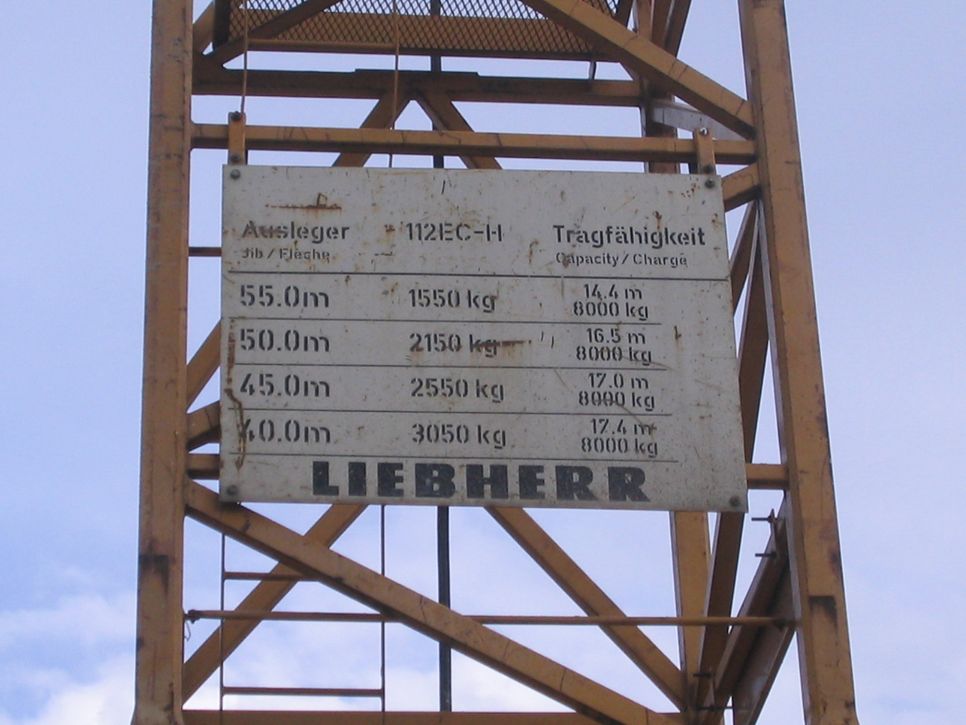 Ausleger 112EC-H Tragfähigkeit
Jib / Flèche Capacity / Charge
55.0m 1550 kg 14.4 m
8000 kg
50.0m 2150 kg 16.5 m
8000 kg
45.0m 2550 kg 17.0 m
8000 kg
40.0m 3050 kg 17.4 m
8000 kg
LIEBHERR